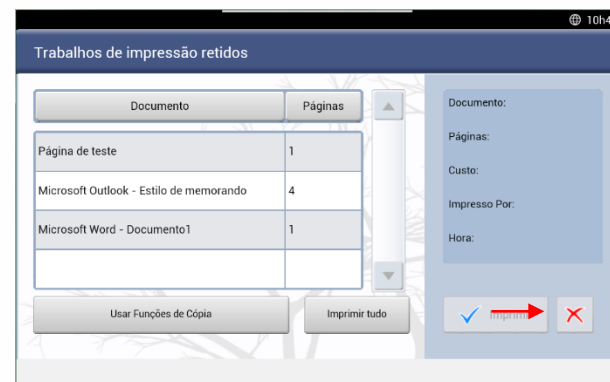 10h4
Trabalhos de impressão retidos
Documento Páginas
Página de teste 1
Microsoft Outlook - Estilo de memorando 4
Microsoft Word - Documento1 1
Usar Funções de Cópia Imprimir tudo
Documento:
Páginas:
Custo:
Impresso Por:
Hora: